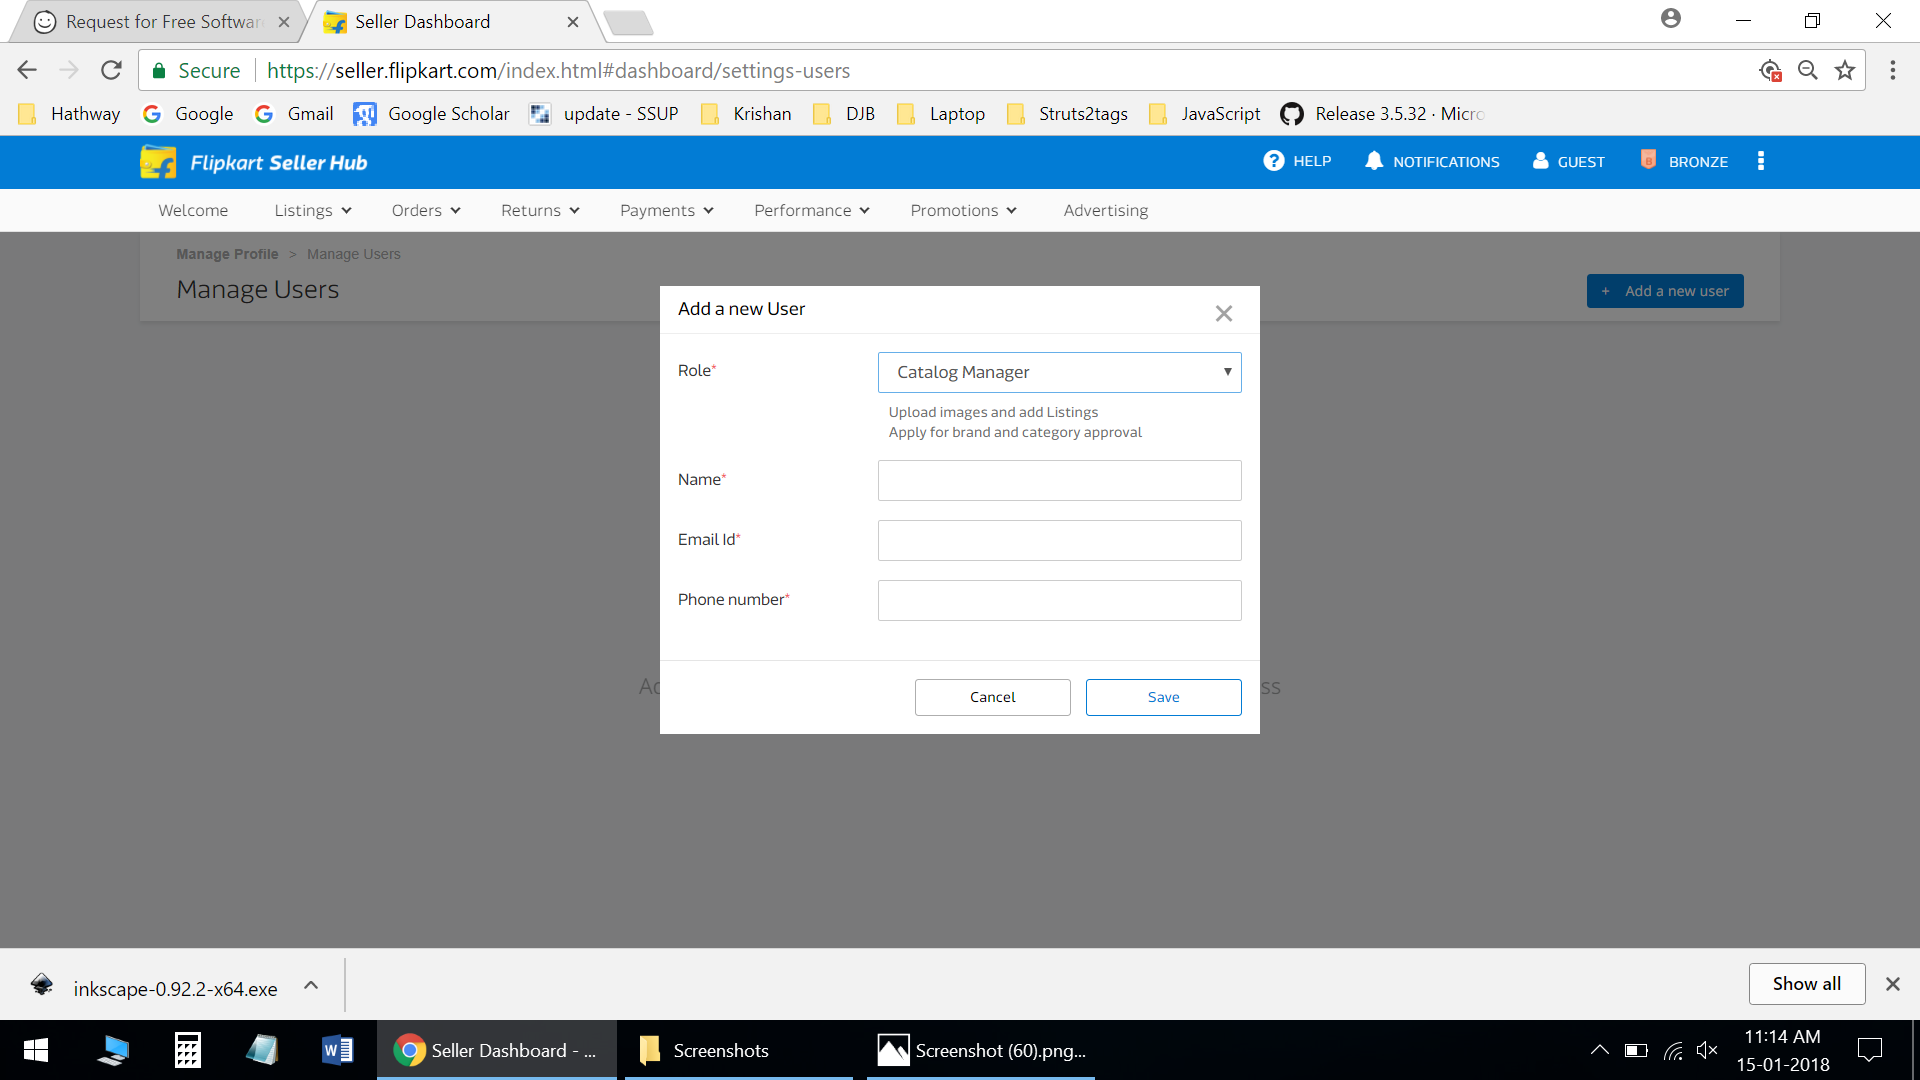 Request for Free Softwar
Seller Dashboard
Secure
https://seller.flipkart.com/index.html#dashboard/settings-users
Hathway
Google
Gmail
Google Scholar
update - SSUP
Krishan
DJB
Laptop
Struts2tags
JavaScript
Release 3.5.32 · Micro
Flipkart Seller Hub
HELP
NOTIFICATIONS
GUEST
BRONZE
Welcome
Listings
Orders
Returns
Payments
Performance
Promotions
Advertising
Manage Profile > Manage Users
Manage Users
+ Add a new user
Add a new User
Role*
Catalog Manager
Upload images and add Listings
Apply for brand and category approval
Name*
Email Id*
Phone number*
Cancel
Save
inkscape-0.92.2-x64.exe
Show all
Seller Dashboard - ...
Screenshots
Screenshot (60).png...
11:14 AM
15-01-2018